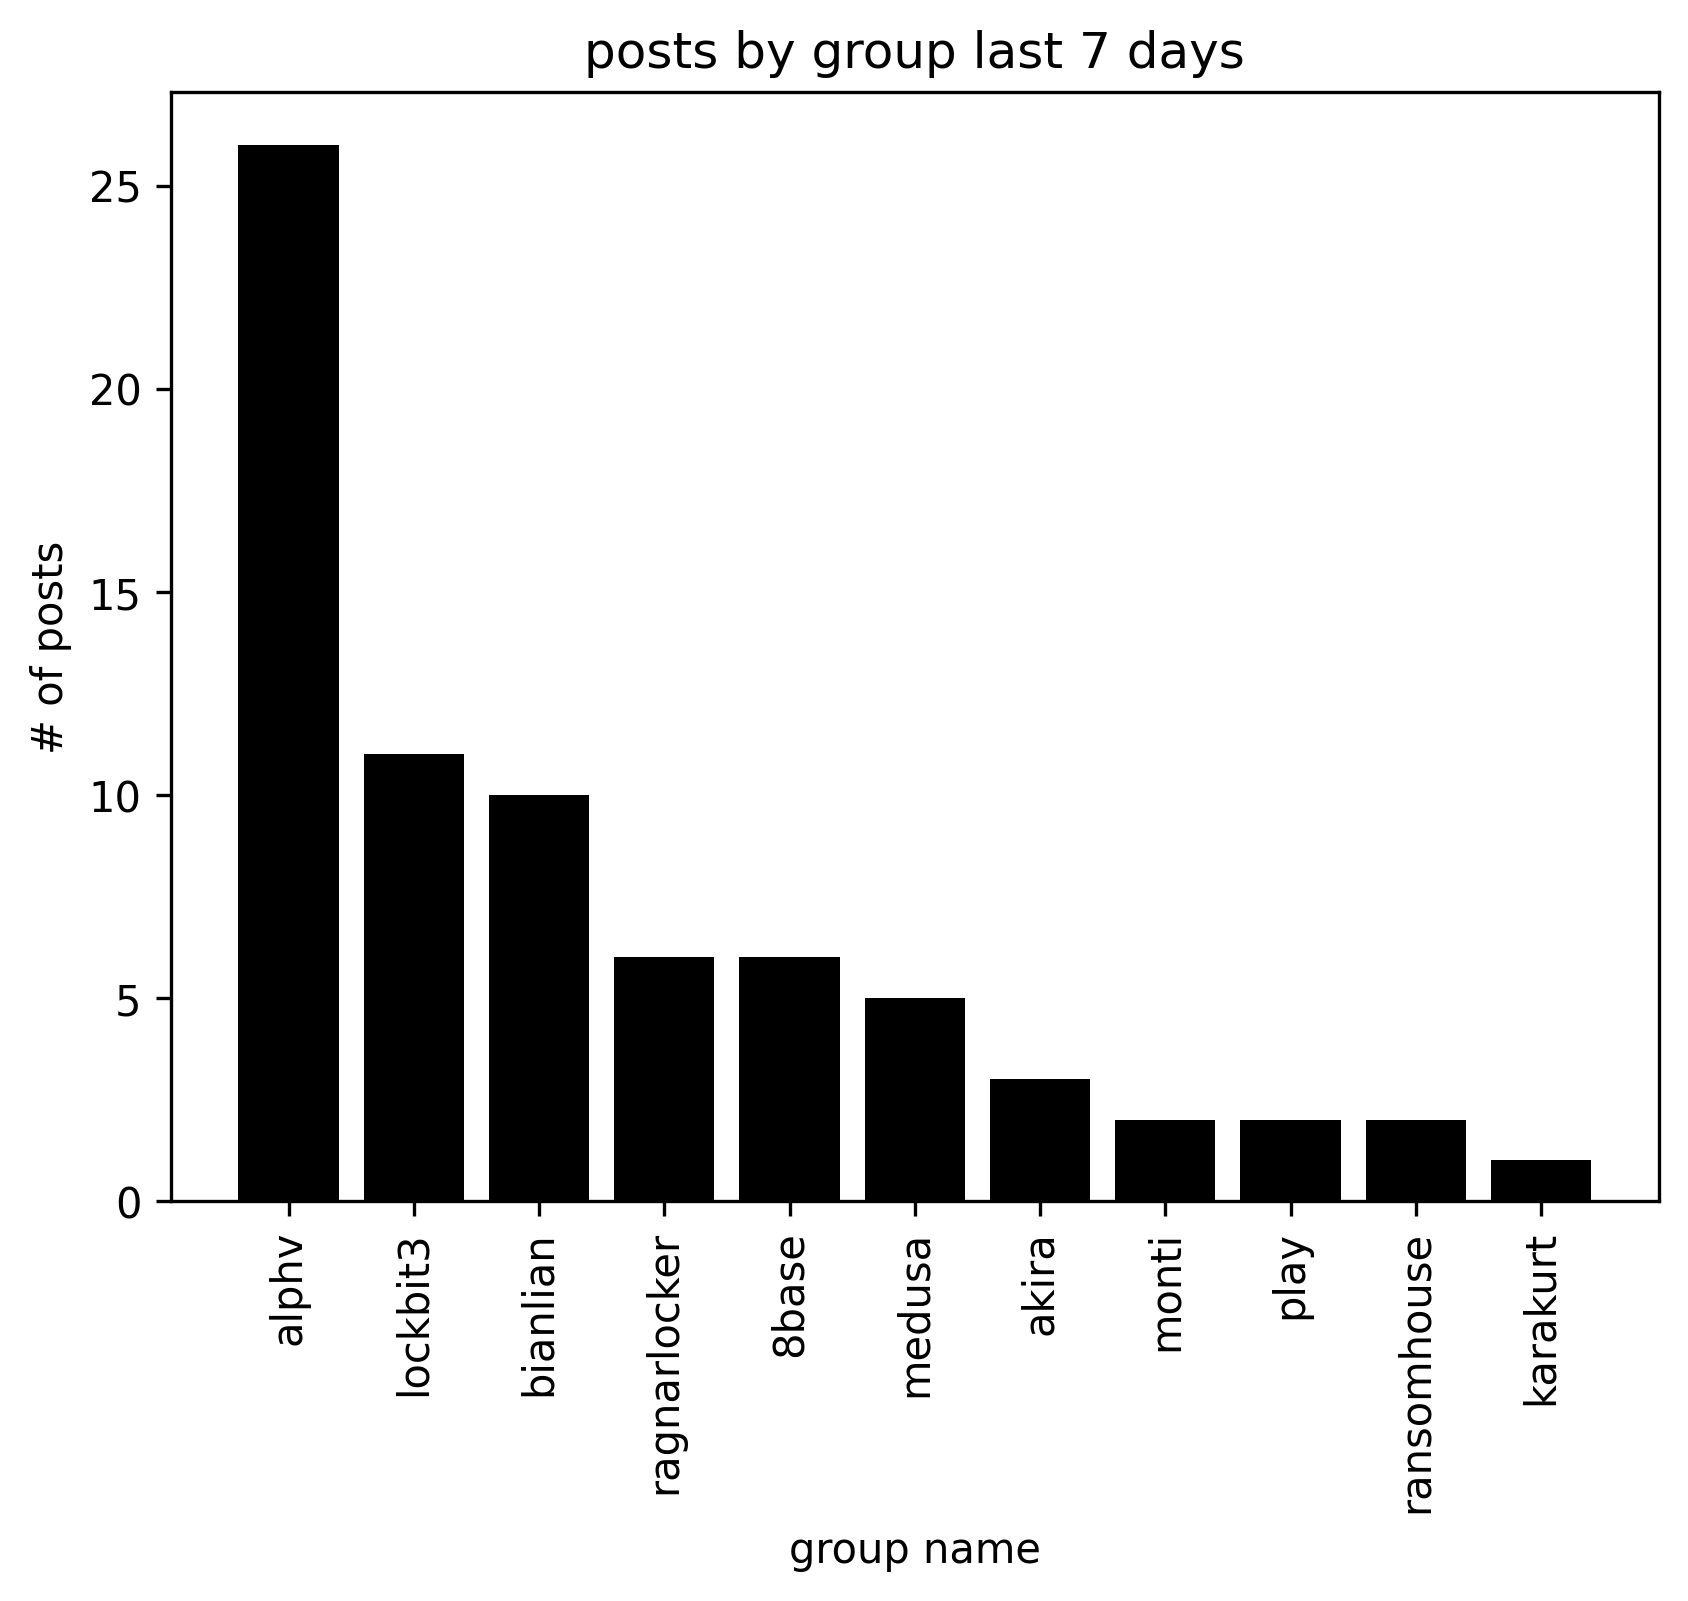 posts by group last 7 days
# of posts
25
20
15
10
5
0
alphv
lockbit3
bianlian
ragnarlocker
8base
medusa
akira
monti
play
ransomhouse
karakurt
group name